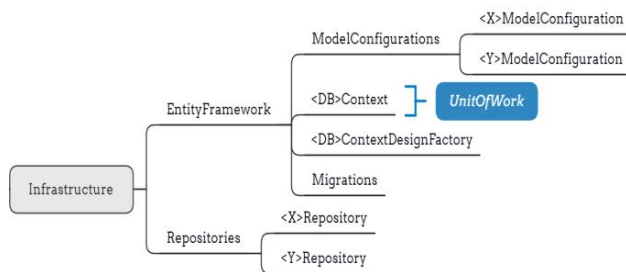 Infrastructure
EntityFramework
ModelConfigurations
<X>ModelConfiguration
<Y>ModelConfiguration
<DB>Context
UnitOfWork
<DB>ContextDesignFactory
Migrations
Repositories
<X>Repository
<Y>Repository